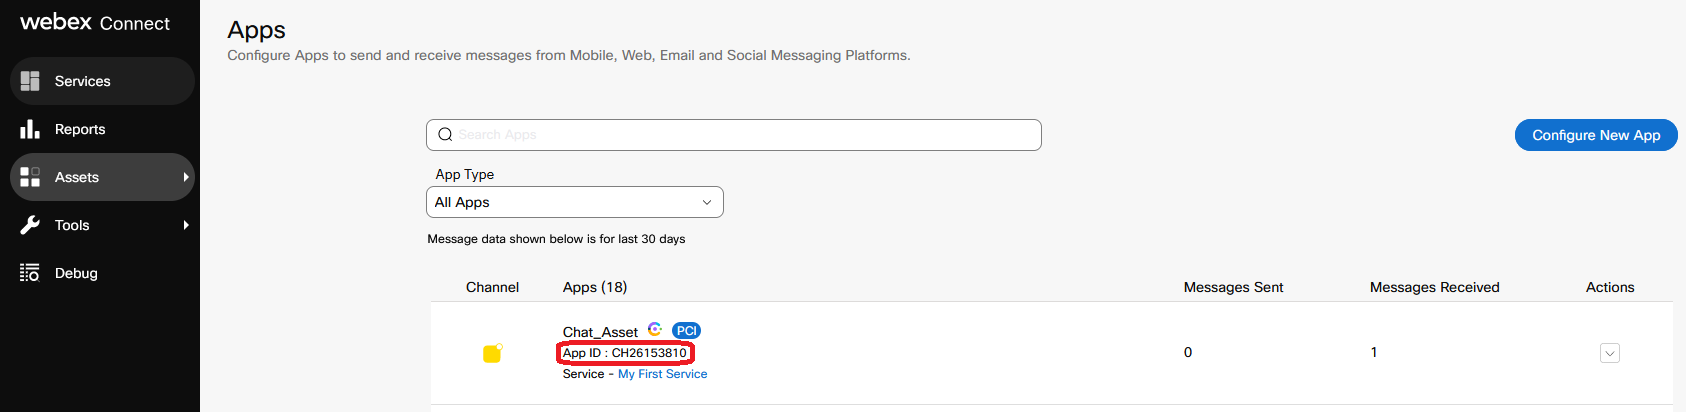 webex Connect
Services
Reports
Assets
Tools
Debug
Apps
Configure Apps to send and receive messages from Mobile, Web, Email and Social Messaging Platforms.
Search Apps
Configure New App
App Type
All Apps
Message data shown below is for last 30 days
Channel Apps (18) Messages Sent Messages Received Actions
Chat_Asset PCI
App ID : CH26153810
0 1
Service - My First Service